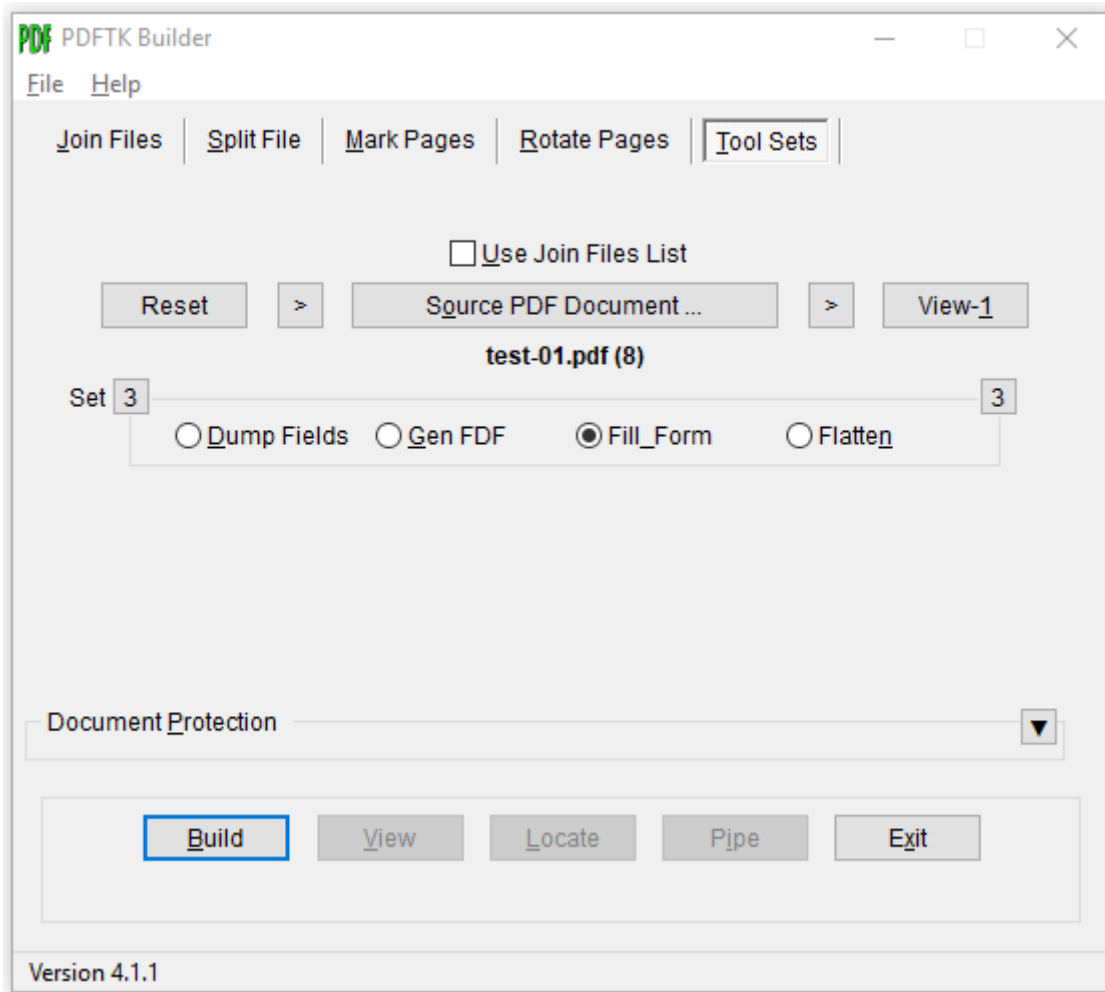 PDF PDFTK Builder
File Help
Join Files Split File Mark Pages Rotate Pages Tool Sets
Use Join Files List
Reset > Source PDF Document ... > View-1
test-01.pdf (8)
Set 3 3
Dump Fields Gen FDF Fill_Form Flatten
Document Protection ▼
Build View Locate Pipe Exit
Version 4.1.1